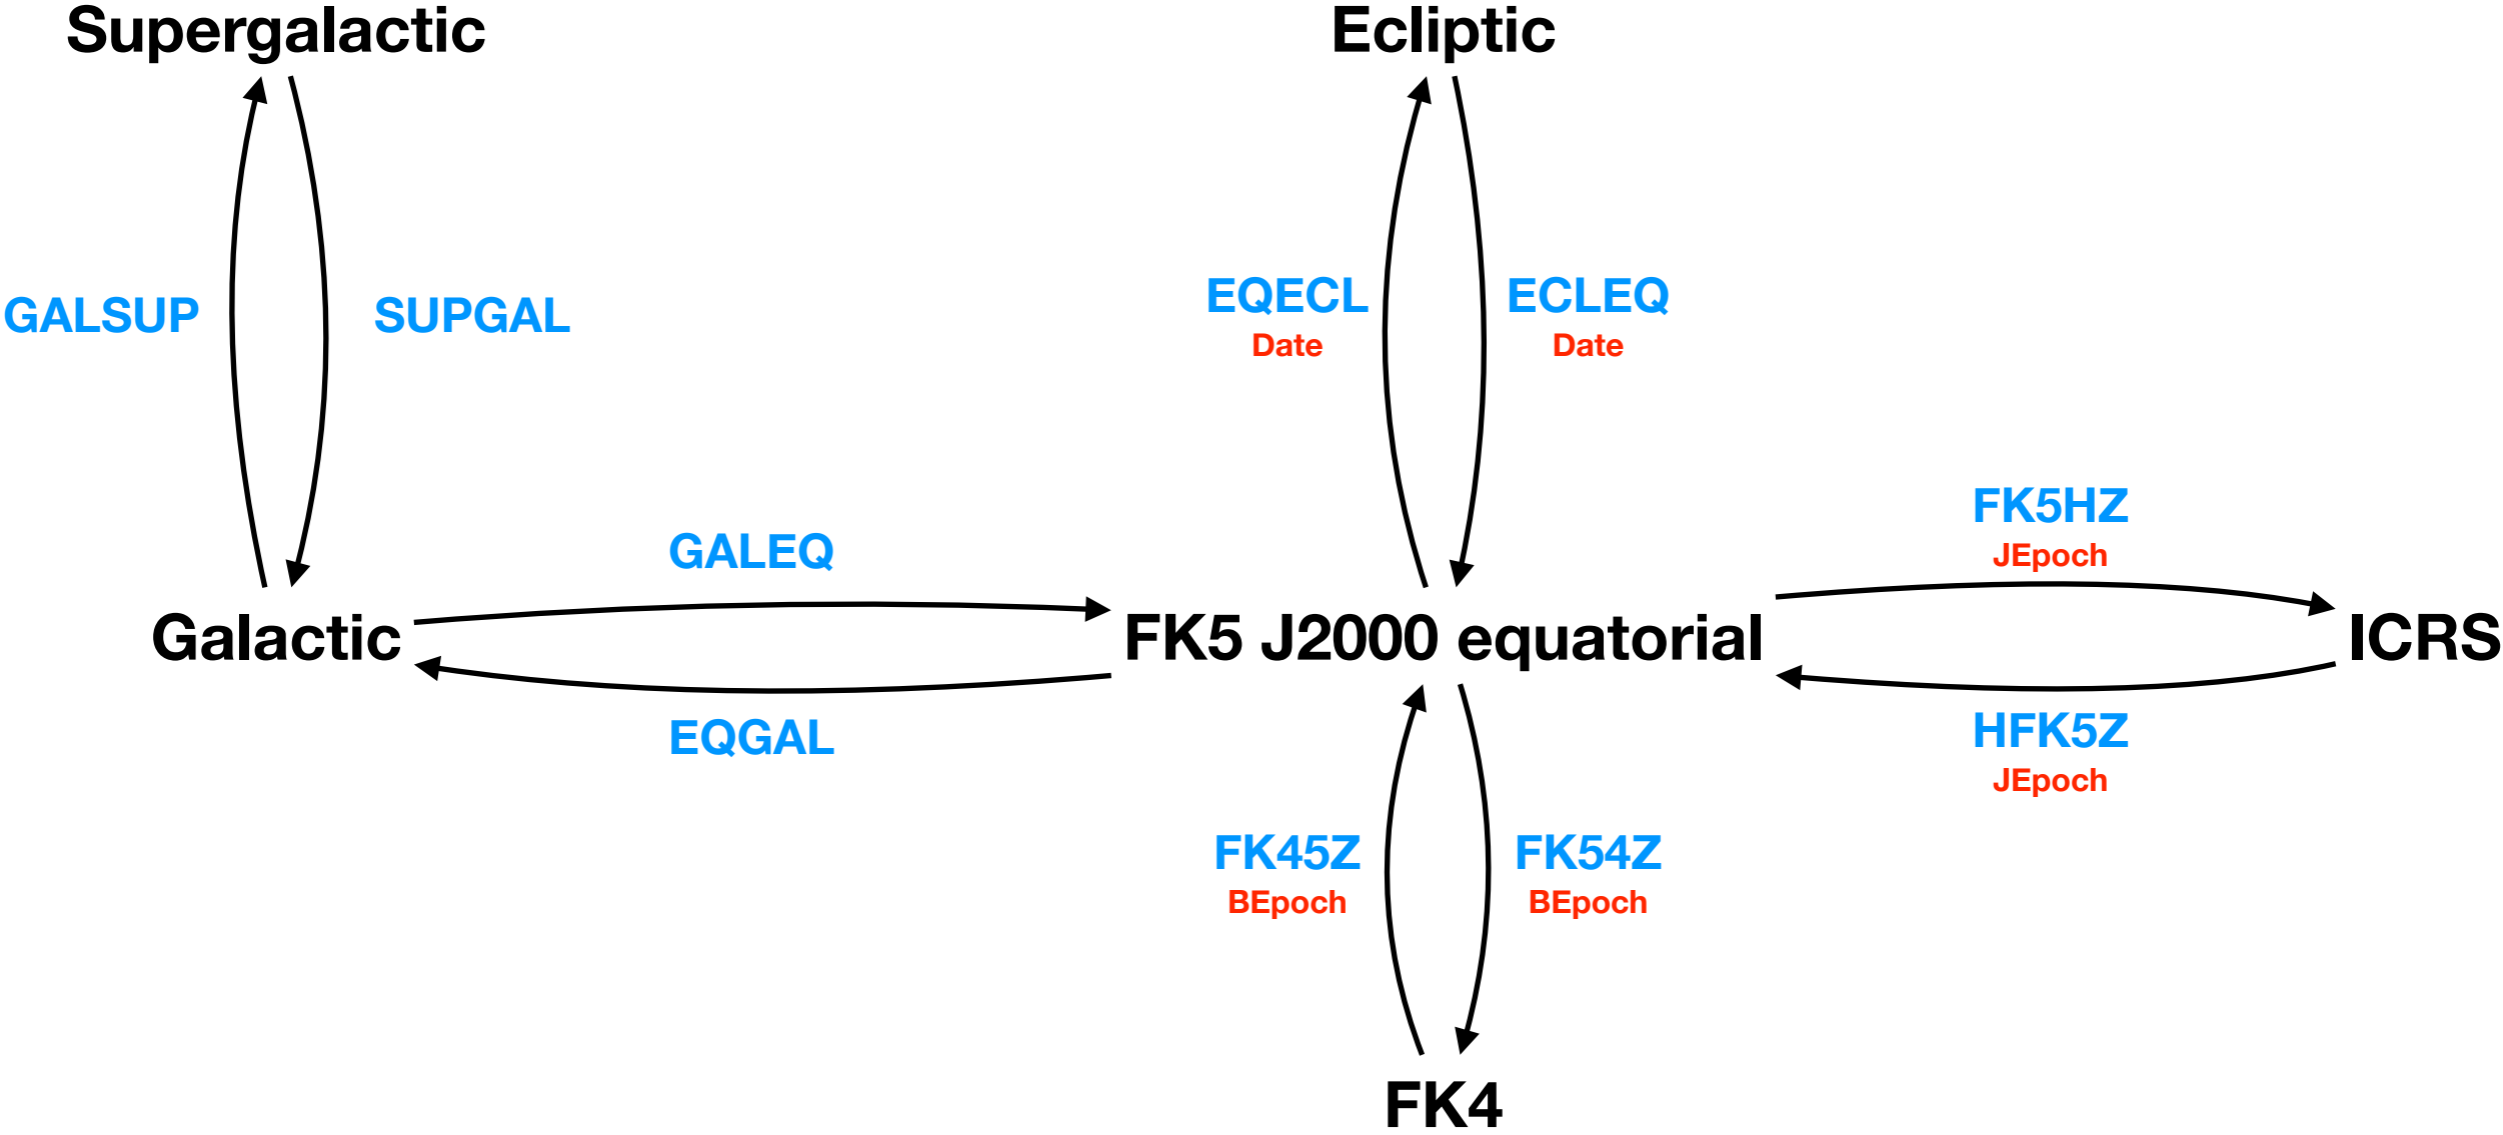 Supergalactic
Ecliptic
GALSUP
SUPGAL
EQECL
Date
ECLEQ
Date
FK5HZ
JEpoch
GALEQ
Galactic
FK5 J2000 equatorial
ICRS
EQGAL
HFK5Z
JEpoch
FK45Z
BEpoch
FK54Z
BEpoch
FK4